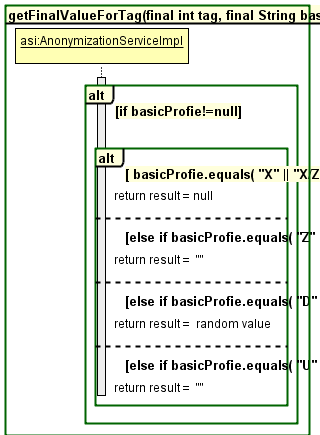 getFinalValueForTag(final int tag, final String bas
asi:AnonymizationServiceImpl
alt
[if basicProfie!=null]
alt
[ basicProfie.equals( "X" || "X/Z
return result = null
[else if basicProfie.equals( "Z"
return result = ""
[else if basicProfie.equals( "D"
return result = random value
[else if basicProfie.equals( "U"
return result = ""